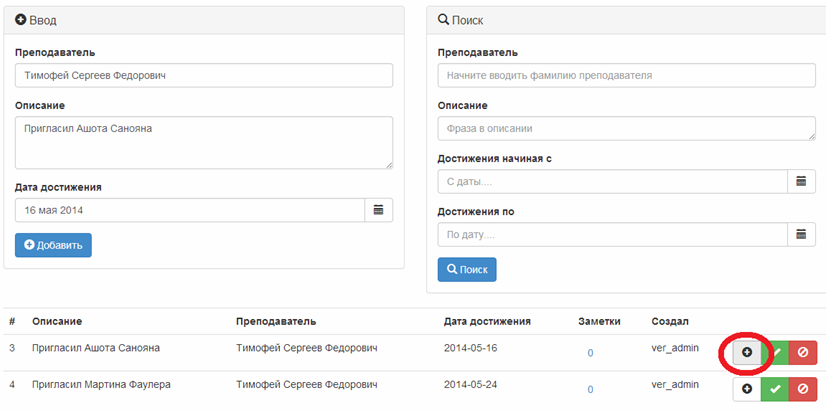 Ввод
Преподаватель
Тимофей Сергеев Федорович
Описание
Пригласил Ашота Санояна
Дата достижения
16 мая 2014
Добавить
Поиск
Преподаватель
Начните вводить фамилию преподавателя
Описание
Фраза в описании
Достижения начиная с
С даты....
Достижения по
По дату....
Поиск
# Описание Преподаватель Дата достижения Заметки Создал
3 Пригласил Ашота Санояна Тимофей Сергеев Федорович 2014-05-16 0 ver_admin
4 Пригласил Мартина Фаулера Тимофей Сергеев Федорович 2014-05-24 0 ver_admin